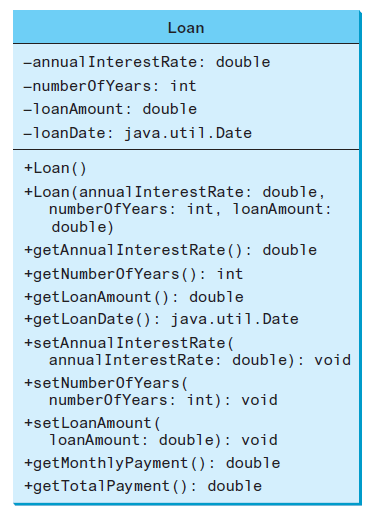 Loan
–annualInterestRate: double
–numberOfYears: int
–loanAmount: double
–loanDate: java.util.Date
+Loan()
+Loan(annualInterestRate: double,
numberOfYears: int, loanAmount:
double)
+getAnnualInterestRate(): double
+getNumberOfYears(): int
+getLoanAmount(): double
+getLoanDate(): java.util.Date
+setAnnualInterestRate(
annualInterestRate: double): void
+setNumberOfYears(
numberOfYears: int): void
+setLoanAmount(
loanAmount: double): void
+getMonthlyPayment(): double
+getTotalPayment(): double